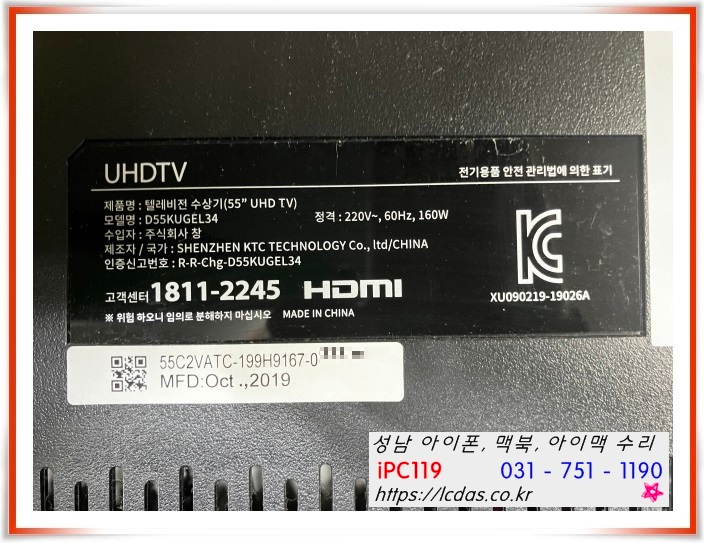 UHDTV
전기용품 안전 관리법에 의한 표기
제품명 : 텔레비전 수상기(55" UHD TV)
모델명 : D55KUGEL34
정격 : 220V~, 60Hz, 160W
수입자 : 주식회사 창
제조자 / 국가 : SHENZHEN KTC TECHNOLOGY Co., ltd/CHINA
인증신고번호 : R-R-Chg-D55KUGEL34
고객센터 1811-2245 HDMI
XU090219-19026A
※ 위험 하오니 임의로 분해하지 마십시오 MADE IN CHINA
55C2VATC-199H9167-0
MFD:Oct .,2019
성남 아이폰, 맥북, 아이맥 수리
iPC119 031 - 751 - 1190
https://lcdas.co.kr